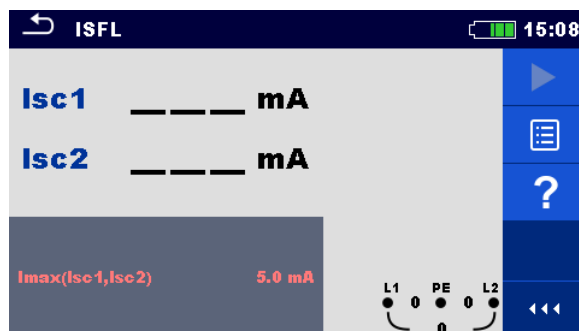 ISFL 15:08
Isc1 ___ mA
Isc2 ___ mA
?
Imax(Isc1,Isc2) 5.0 mA
L1 PE L2
0 0
0